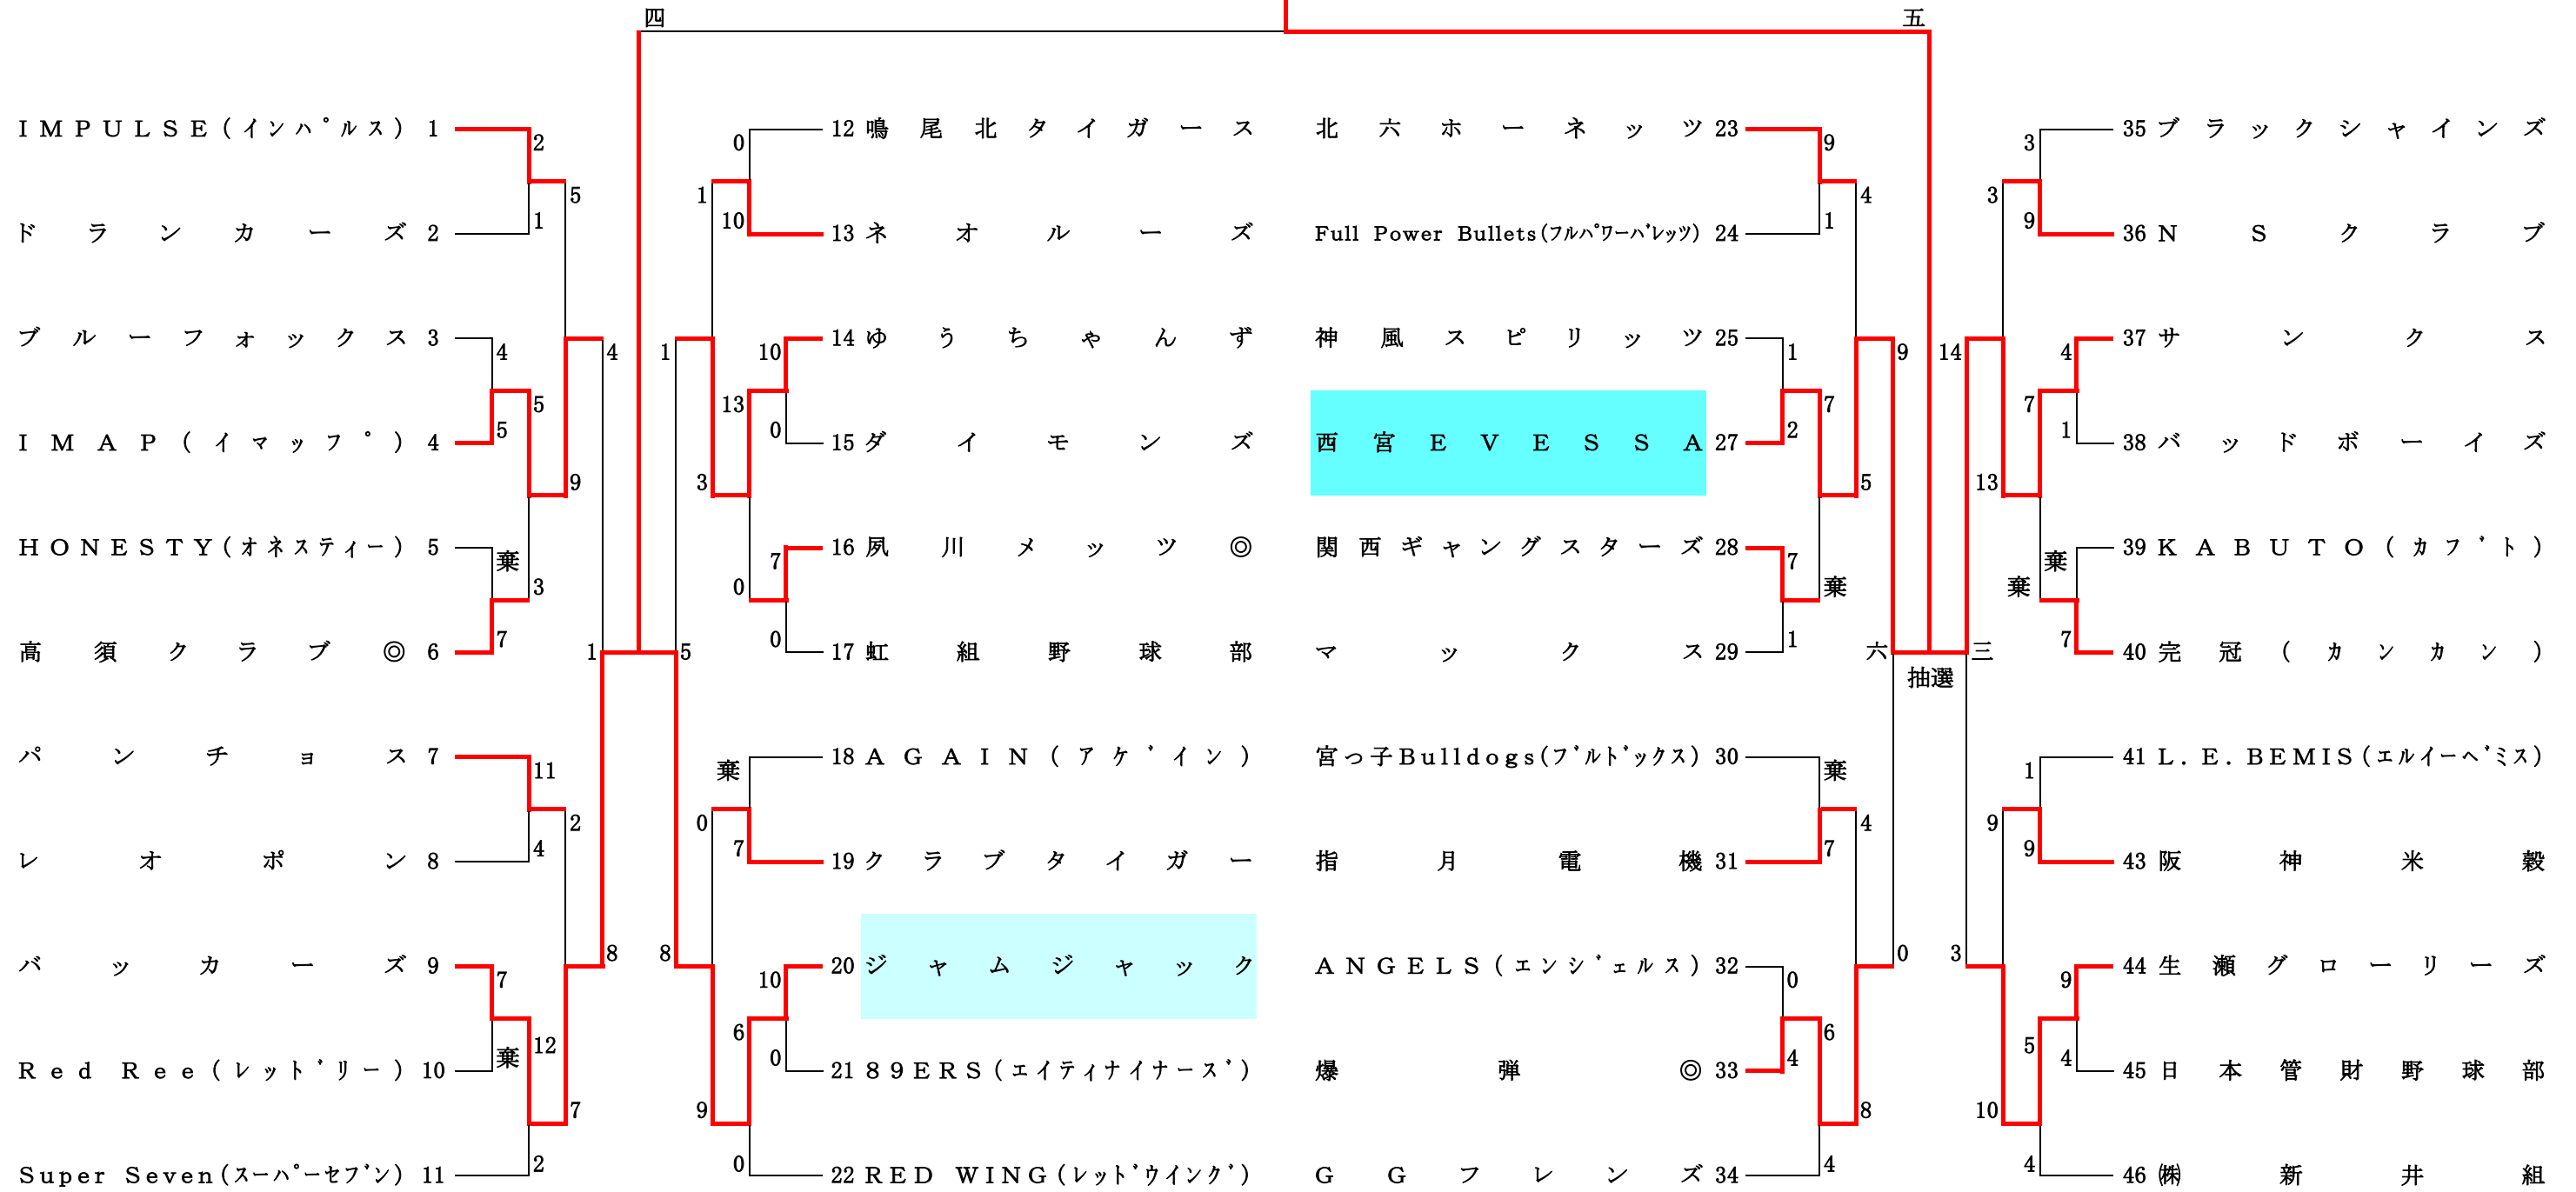 四 五
IMPULSE(インパルス) 1
2
5
ドランカーズ 2
1
ブルーフォックス 3
4
4
IMAP(イマップ) 4
5
5
9
HONESTY(オネスティー) 5
棄
3
高須クラブ◎ 6
7
1
パンチョス 7
11
2
レオポン 8
4
バッカーズ 9
7
8
Red Ree(レッドリー) 10
棄
12
7
Super Seven(スーパーセブン) 11
2
0
12 鳴尾北タイガース
1
10
13 ネオルーズ
1
10
14 ゆうちゃんず
13
0
15 ダイモンズ
3
7
16 夙川メッツ◎
0
0
17 虹組野球部
5
棄
18 AGAIN(アゲイン)
0
7
19 クラブタイガー
8
10
20 ジャムジャック
6
0
21 89ERS(エイティナイナーズ)
9
0
22 RED WING(レッドウイング)
北六ホーネッツ 23
9
4
Full Power Bullets(フルパワーバレッツ) 24
1
神風スピリッツ 25
1
9
西宮EVESSA 27
2
7
5
関西ギャングスターズ 28
7
棄
マックス 29
1
六 三
抽選
宮っ子Bulldogs(ブルドックス) 30
棄
4
指月電機 31
7
ANGELS(エンジェルス) 32
0
0
爆弾◎ 33
4
6
8
GGフレンズ 34
4
3
35 ブラックシャインズ
3
9
36 NSクラブ
14
4
37 サンクス
7
1
38 バッドボーイズ
13
棄
39 KABUTO(カブト)
棄
7
40 完冠(カンカン)
1
41 L.E.BEMIS(エルイーベミス)
9
9
43 阪神米穀
3
9
44 生瀬グローリーズ
5
4
45 日本管財野球部
10
4
46 ㈱新井組